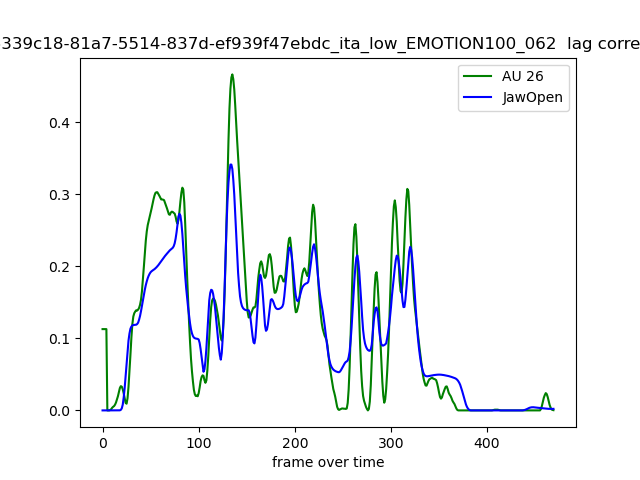 339c18-81a7-5514-837d-ef939f47ebdc_ita_low_EMOTION100_062  lag corre
AU 26
JawOpen
0.4
0.3
0.2
0.1
0.0
0 100 200 300 400
frame over time